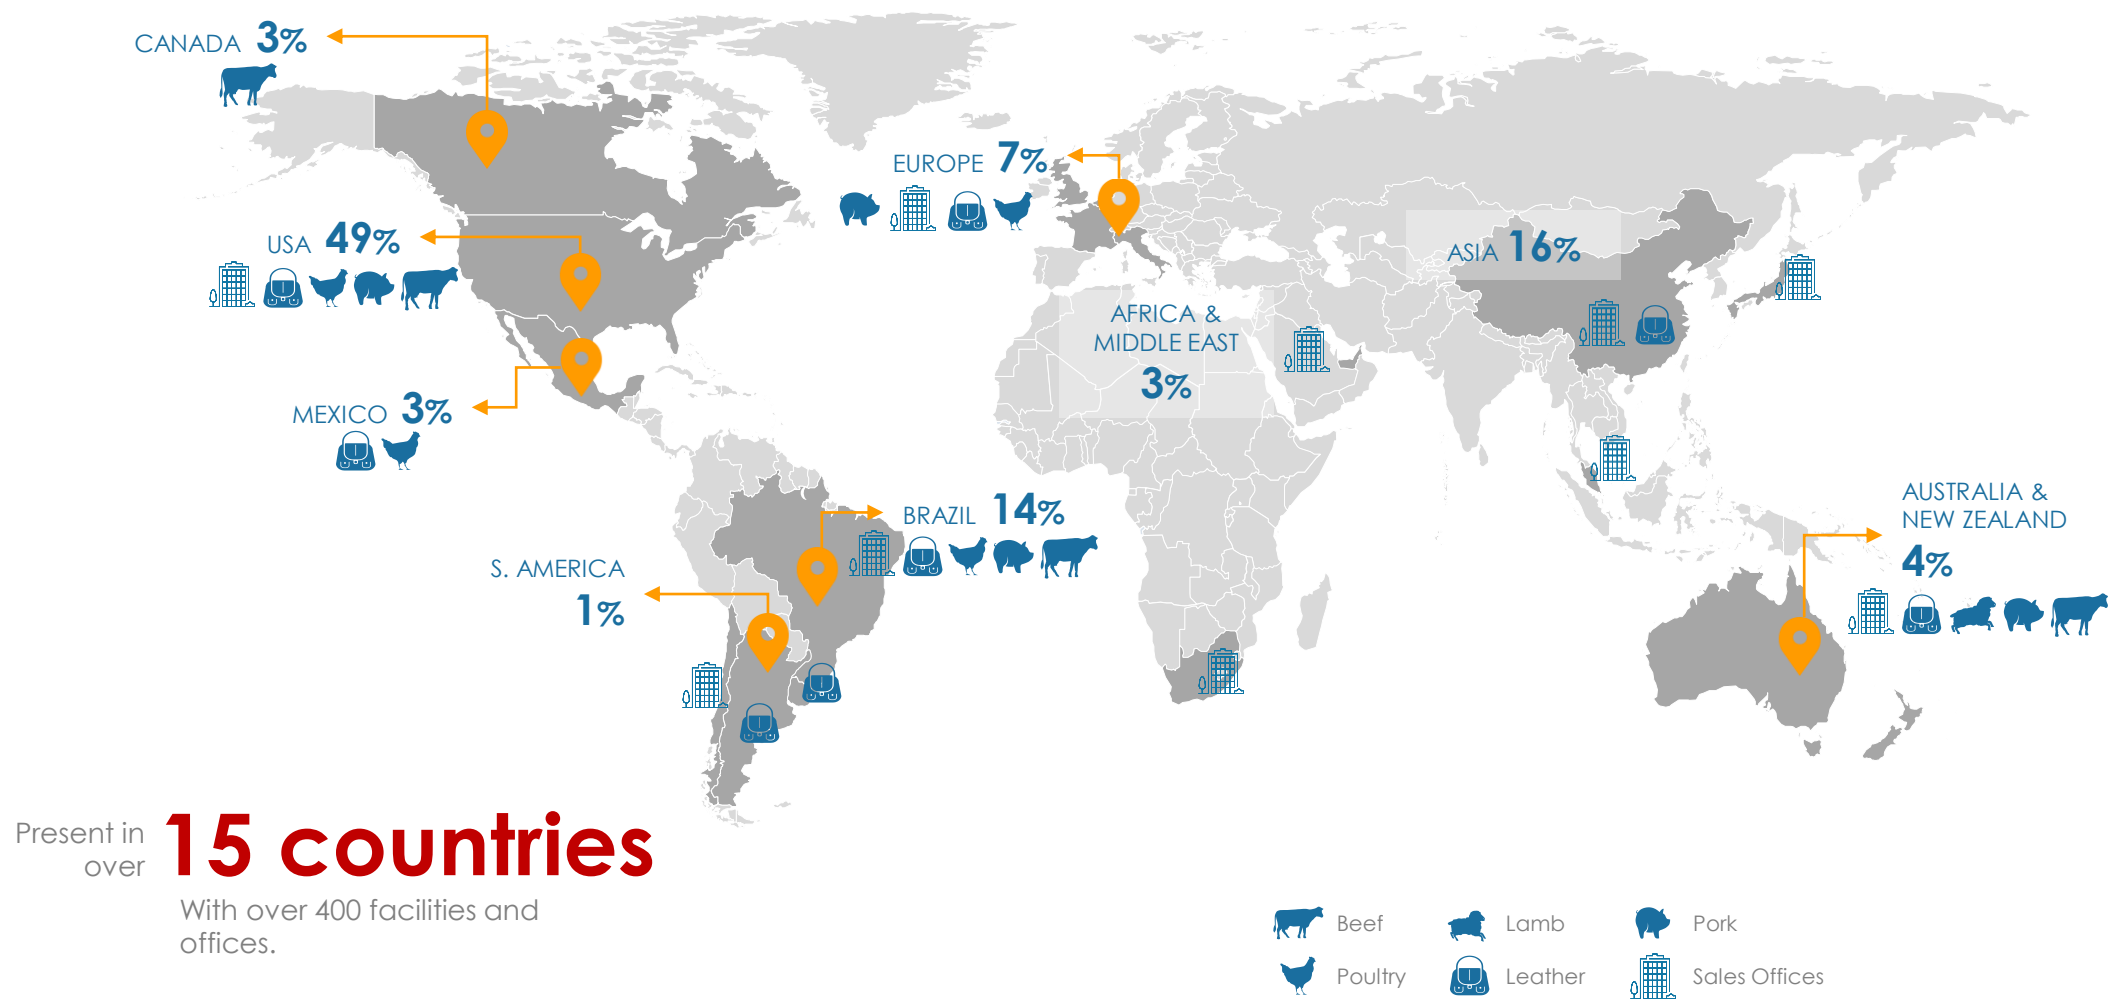 CANADA 3%
EUROPE 7%
USA 49%
ASIA 16%
AFRICA &
MIDDLE EAST
3%
MEXICO 3%
BRAZIL 14%
AUSTRALIA &
NEW ZEALAND
4%
S. AMERICA
1%
Present in
over
15 countries
With over 400 facilities and
offices.
Beef
Lamb
Pork
Poultry
Leather
Sales Offices